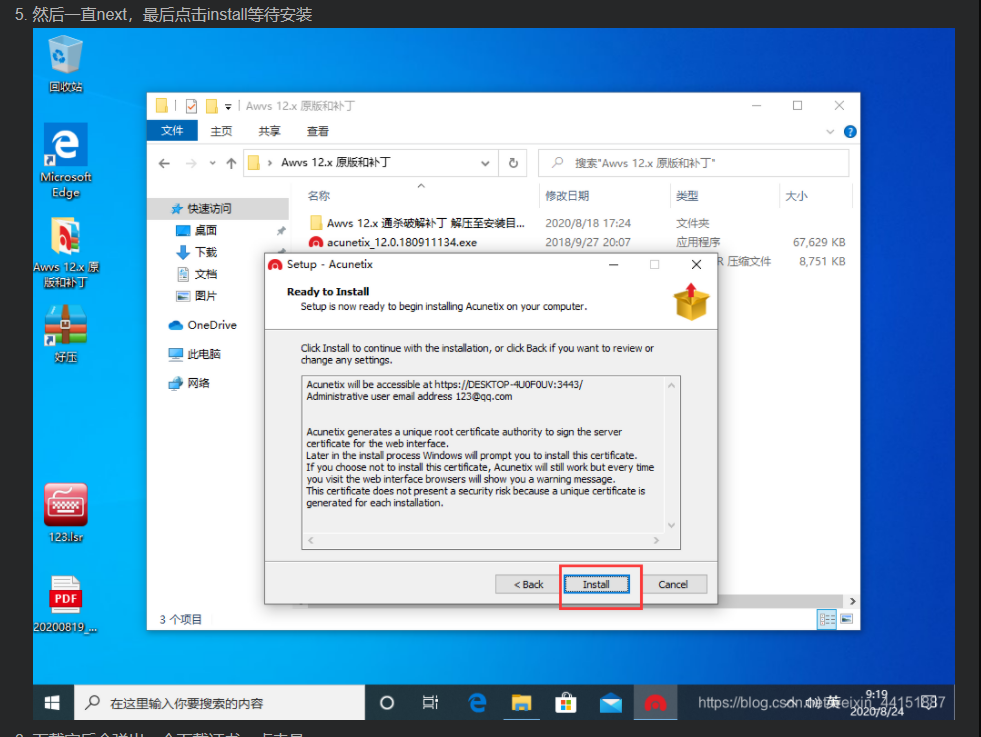 5. 然后一直next，最后点击install等待安装
回收站
Microsoft
Edge
Awvs 12.x 原
版和补丁
好压
123.lsr
PDF
20200819_...
Awvs 12.x 原版和补丁
文件 主页 共享 查看
Awvs 12.x 原版和补丁
搜索"Awvs 12.x 原版和补丁"
名称 修改日期 类型 大小
快速访问
桌面
下载
文档
图片
OneDrive
此电脑
网络
Awvs 12.x 通杀破解补丁 解压至安装目... 2020/8/18 17:24 文件夹
acunetix_12.0.180911134.exe 2018/9/27 20:07 应用程序 67,629 KB
R 压缩文件 8,751 KB
Setup - Acunetix
Ready to Install
Setup is now ready to begin installing Acunetix on your computer.
Click Install to continue with the installation, or click Back if you want to review or
change any settings.
Acunetix will be accessible at https://DESKTOP-4U0F0UV:3443/
Administrative user email address 123@qq.com
Acunetix generates a unique root certificate authority to sign the server
certificate for the web interface.
Later in the install process Windows will prompt you to install this certificate.
If you choose not to install this certificate, Acunetix will still work but every time
you visit the web interface browsers will show you a warning message.
This certificate does not present a security risk because a unique certificate is
generated for each installation.
< Back Install Cancel
3 个项目
在这里输入你要搜索的内容
英
9:19
2020/8/24
https://blog.csdn.net/weixin_44151887